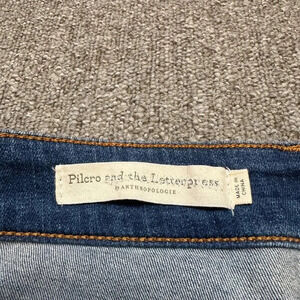 Pilcro and the Letterpress
ANTHROPOLOGIE
MADE IN
CHINA